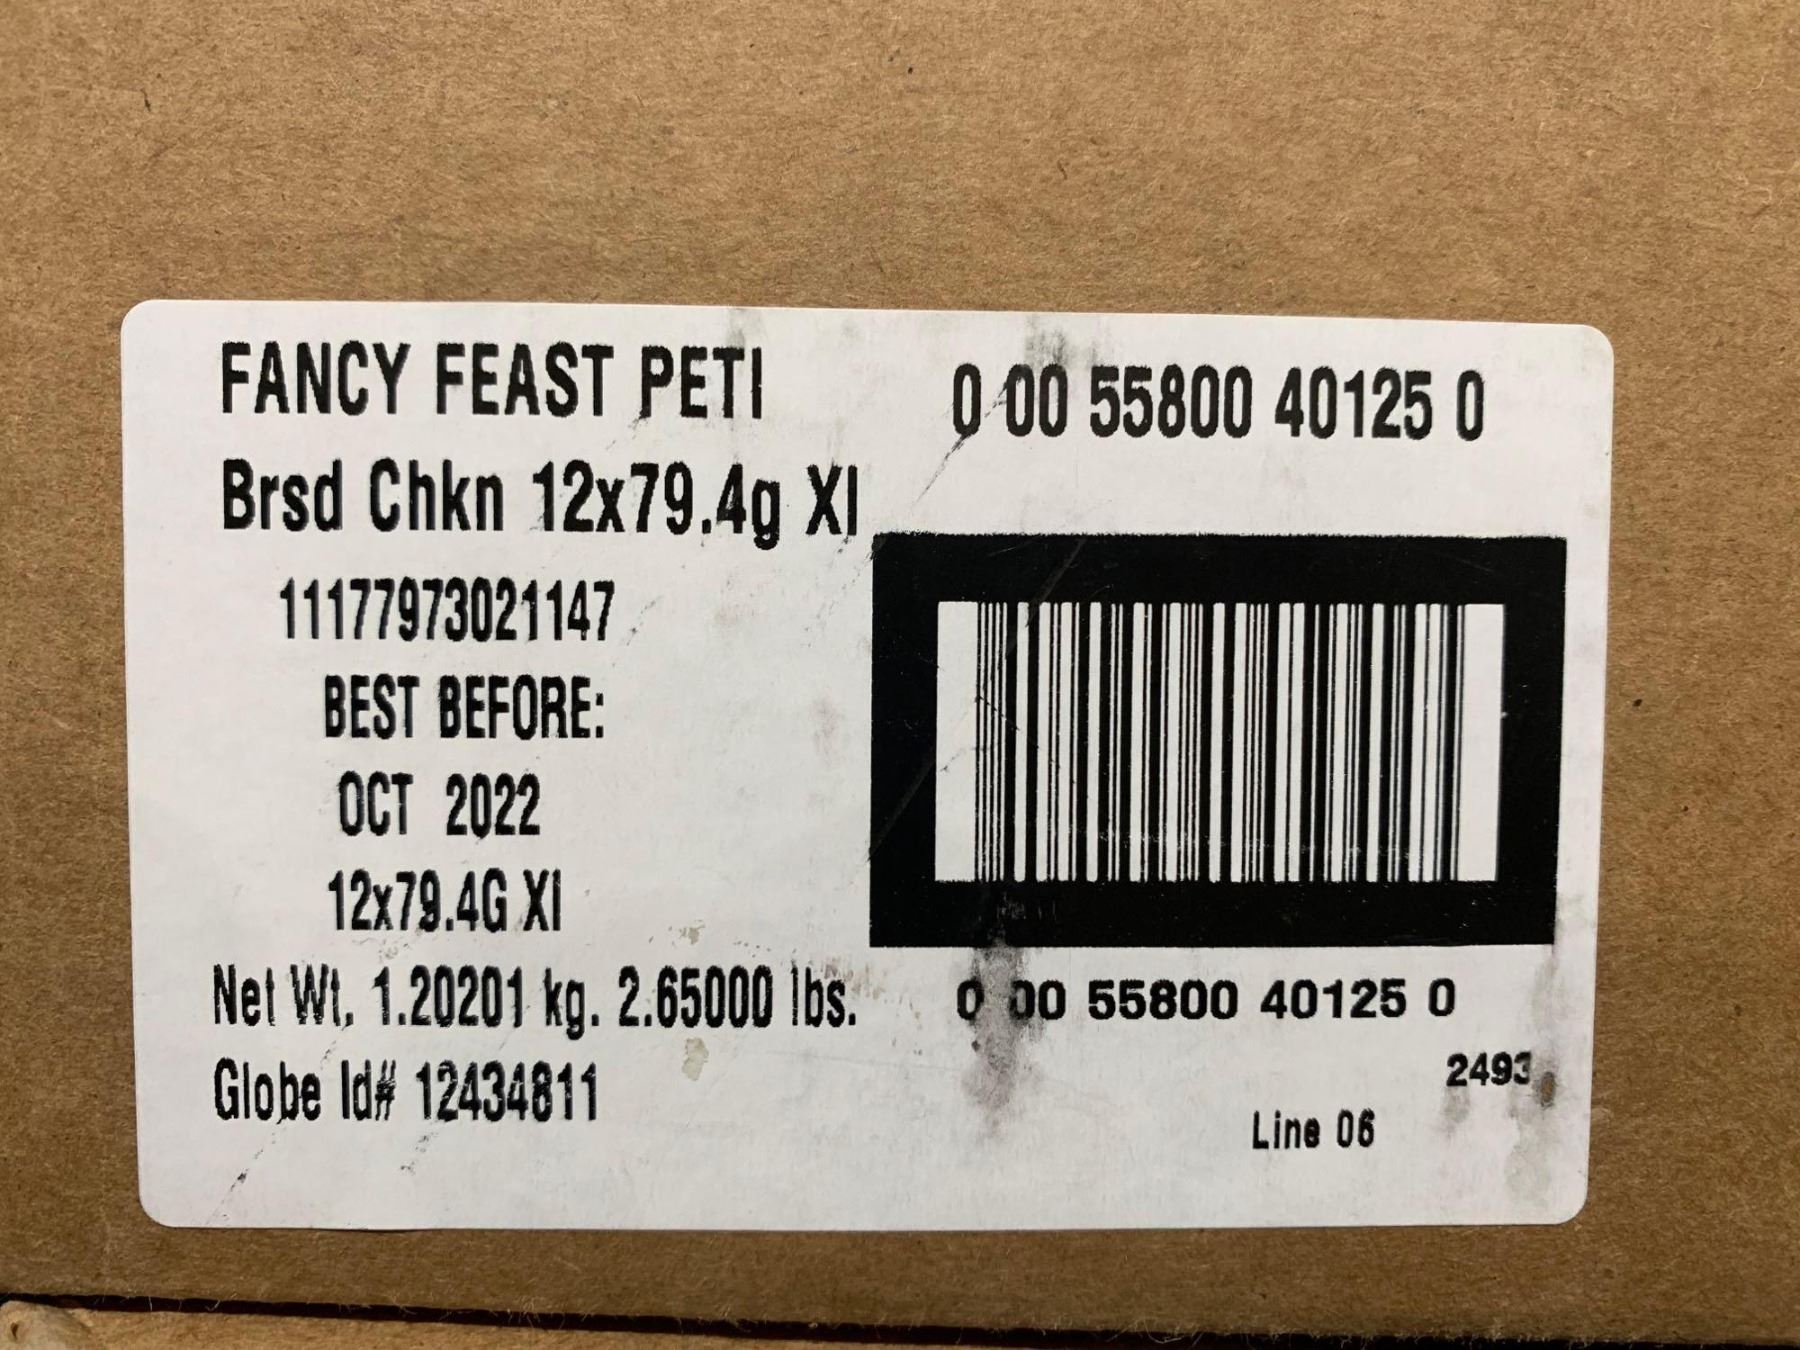 FANCY FEAST PETI
Brsd Chkn 12x79.4g XI
11177973021147
BEST BEFORE:
OCT 2022
12x79.4G XI
Net Wt. 1.20201 kg. 2.65000 lbs.
Globe Id# 12434811
0 00 55800 40125 0
0 00 55800 40125 0
2493
Line 06